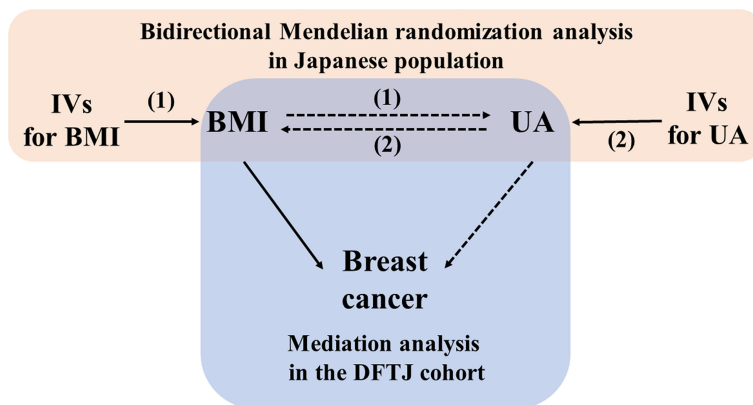 Bidirectional Mendelian randomization analysis
in Japanese population
IVs
for BMI
(1)
BMI
(1)
(2)
UA
(2)
IVs
for UA
Breast
cancer
Mediation analysis
in the DFTJ cohort